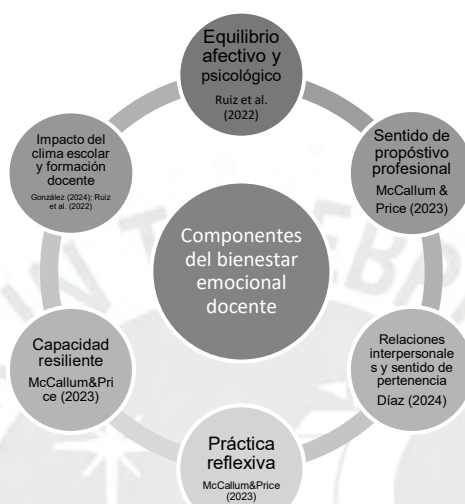 Equilibrio
afectivo y
psicológico
Ruiz et al.
(2022)
Sentido de
propóstivo
profesional
McCallum &
Price (2023)
Relaciones
interpersonale
s y sentido de
pertenencia
Díaz (2024)
Práctica
reflexiva
McCallum&Price
(2023)
Capacidad
resiliente
McCallum&Pri
ce (2023)
Impacto del
clima escolar
y formación
docente
González (2024); Ruiz
et al. (2022)
Componentes
del bienestar
emocional
docente